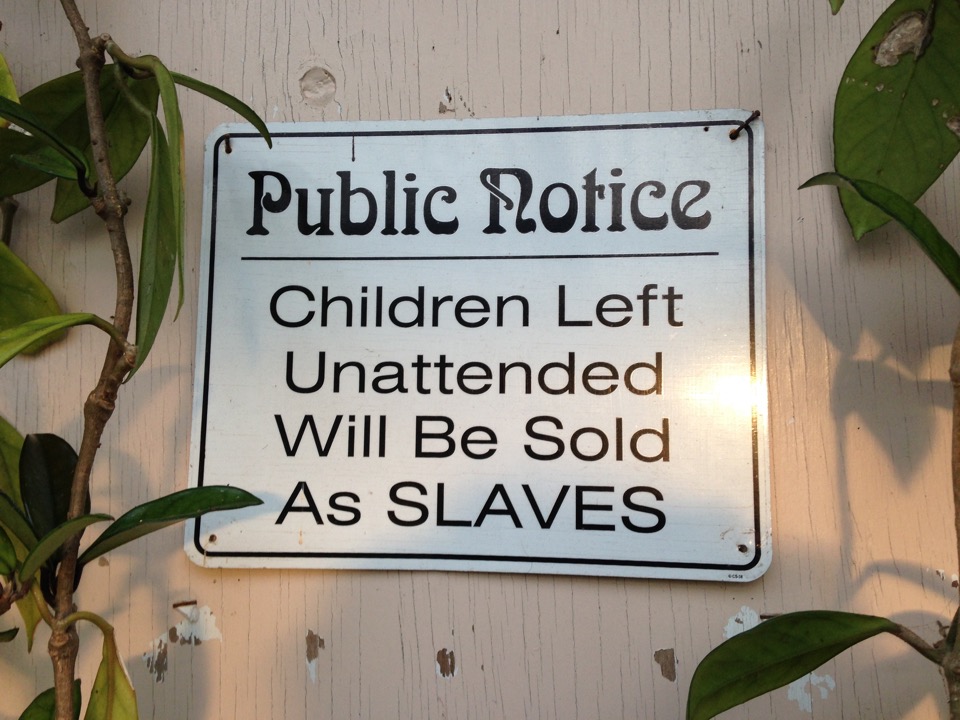 Public Notice
Children Left
Unattended
Will Be Sold
As SLAVES